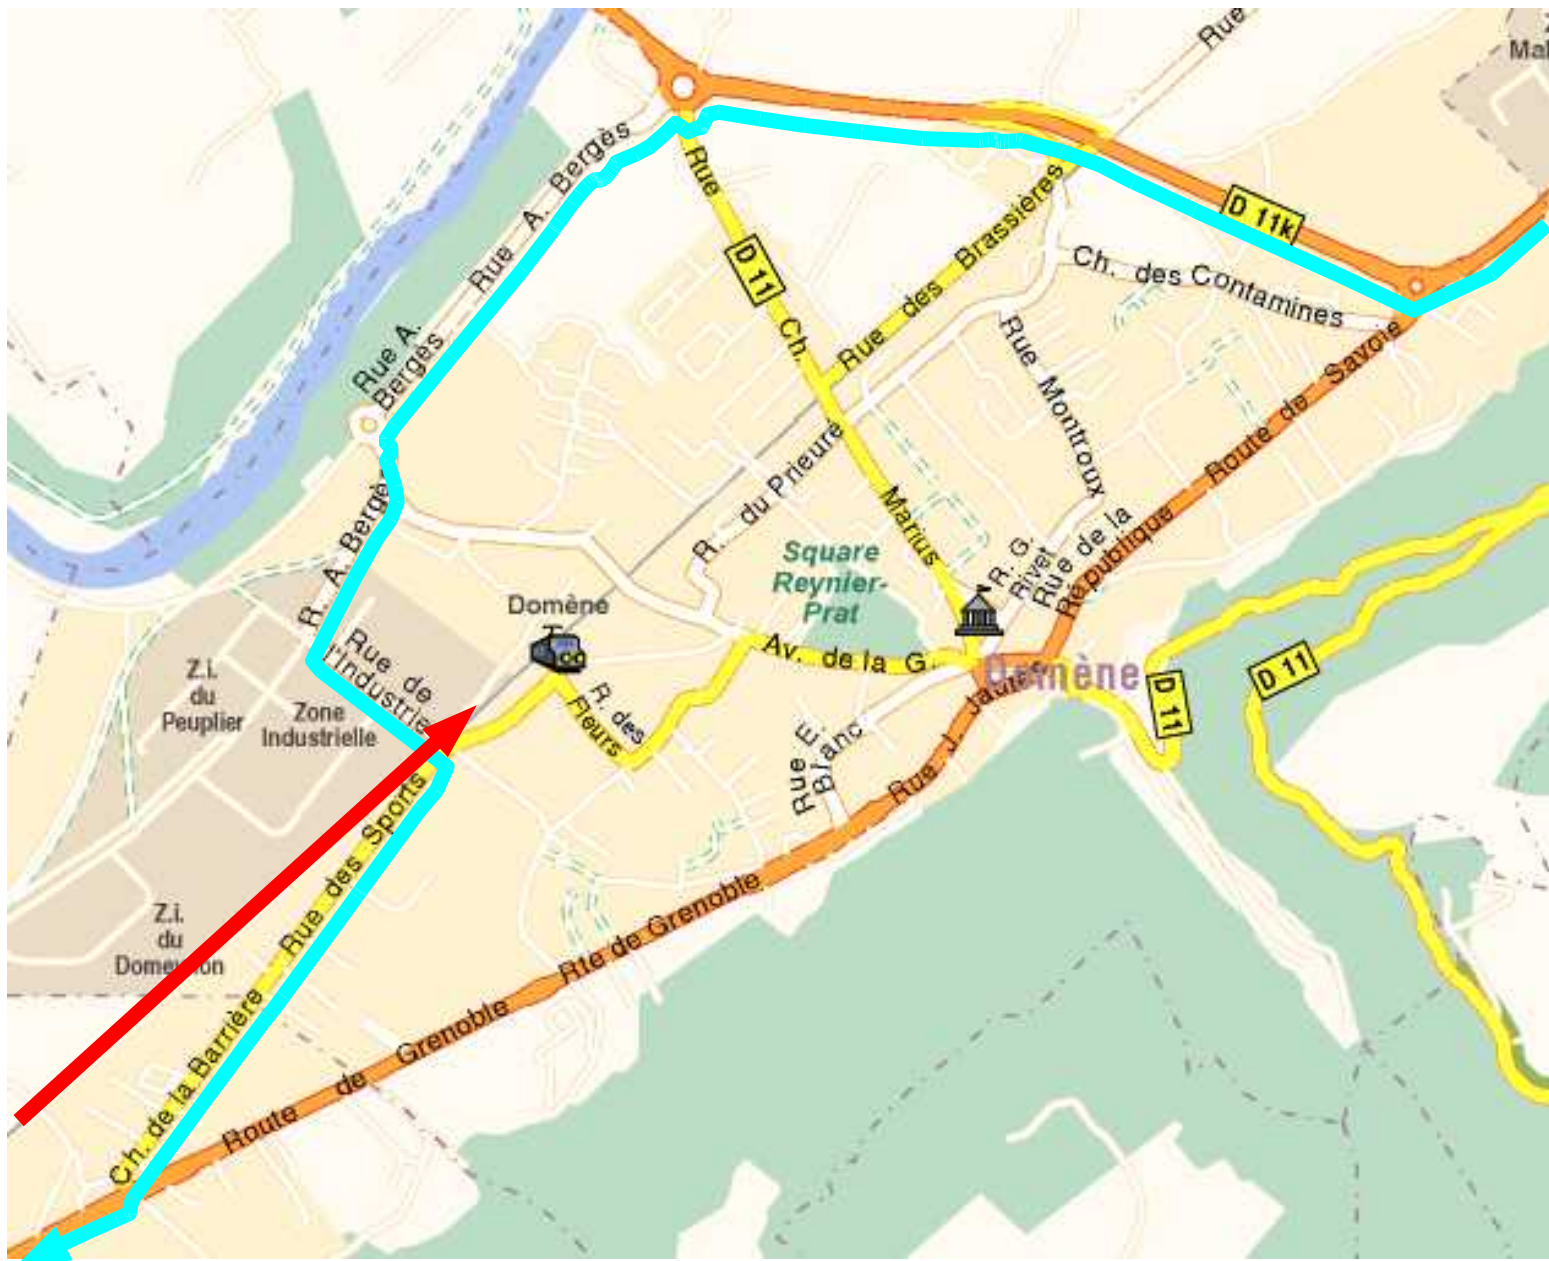 Rue
Mal
Rue A. Bergès
Rue
D 11
Ch.
Marius
Rue des Brassières
D 11k
Ch. des Contamines
Rue A.
Bergès
Rue Montroux
Route de Savoie
R. du Prieuré
R. A. Bergès
Square
Reynier-
Prat
R. G.
Rivet
Rue de la
Republique
Domène
Rue de
l'Industrie
Z.i.
du
Peuplier
Zone
Industrielle
R. des
Fleurs
Av. de la G.
Domène
D 11
D 11
Rue E.
Blanc
Rue J. Jaures
Rue des Sports
Z.i.
du
Rte de Grenoble
Ch. de la Barrière
Route de Grenoble